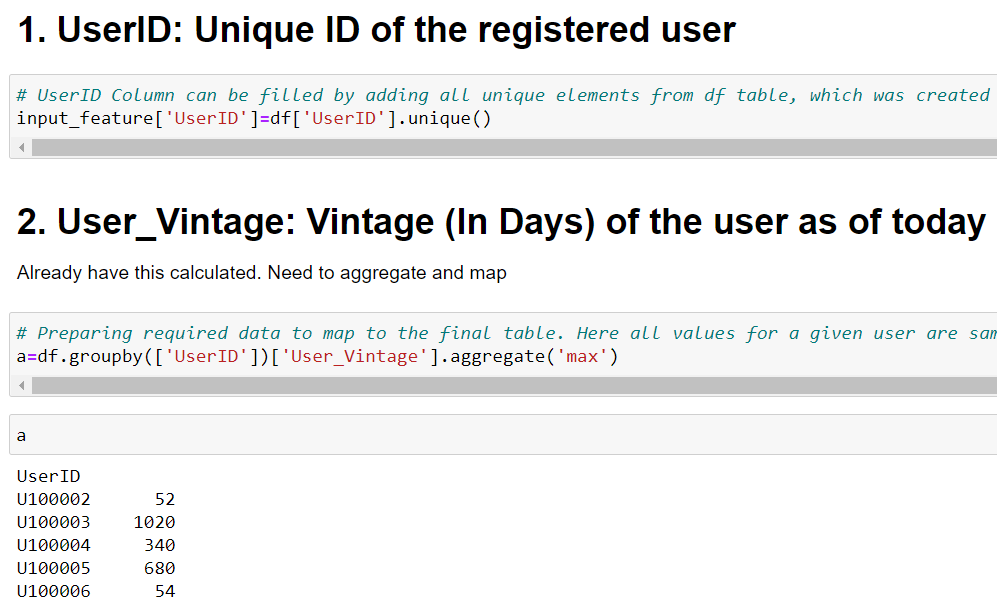 1. UserID: Unique ID of the registered user
# UserID Column can be filled by adding all unique elements from df table, which was created
input_feature['UserID']=df['UserID'].unique()
2. User_Vintage: Vintage (In Days) of the user as of today
Already have this calculated. Need to aggregate and map
# Preparing required data to map to the final table. Here all values for a given user are sam
a=df.groupby(['UserID'])['User_Vintage'].aggregate('max')
a
UserID
U100002 52
U100003 1020
U100004 340
U100005 680
U100006 54